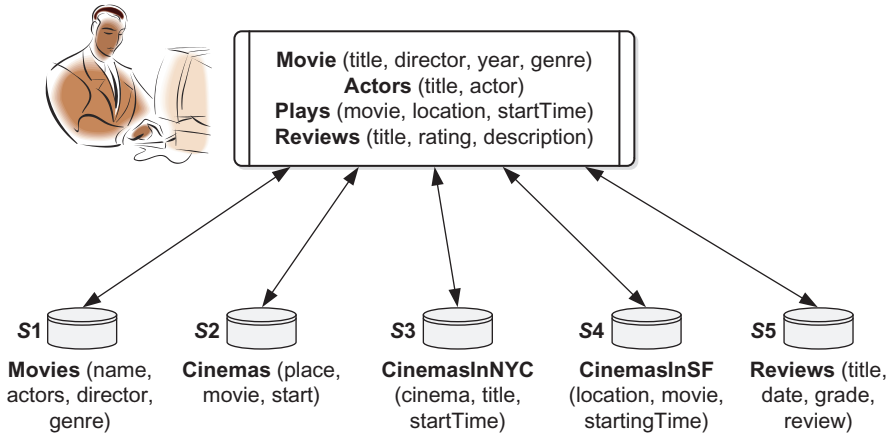 Movie (title, director, year, genre)
Actors (title, actor)
Plays (movie, location, startTime)
Reviews (title, rating, description)
S1
S2
S3
S4
S5
Movies (name,
actors, director,
genre)
Cinemas (place,
movie, start)
CinemasInNYC
(cinema, title,
startTime)
CinemasInSF
(location, movie,
startingTime)
Reviews (title,
date, grade,
review)